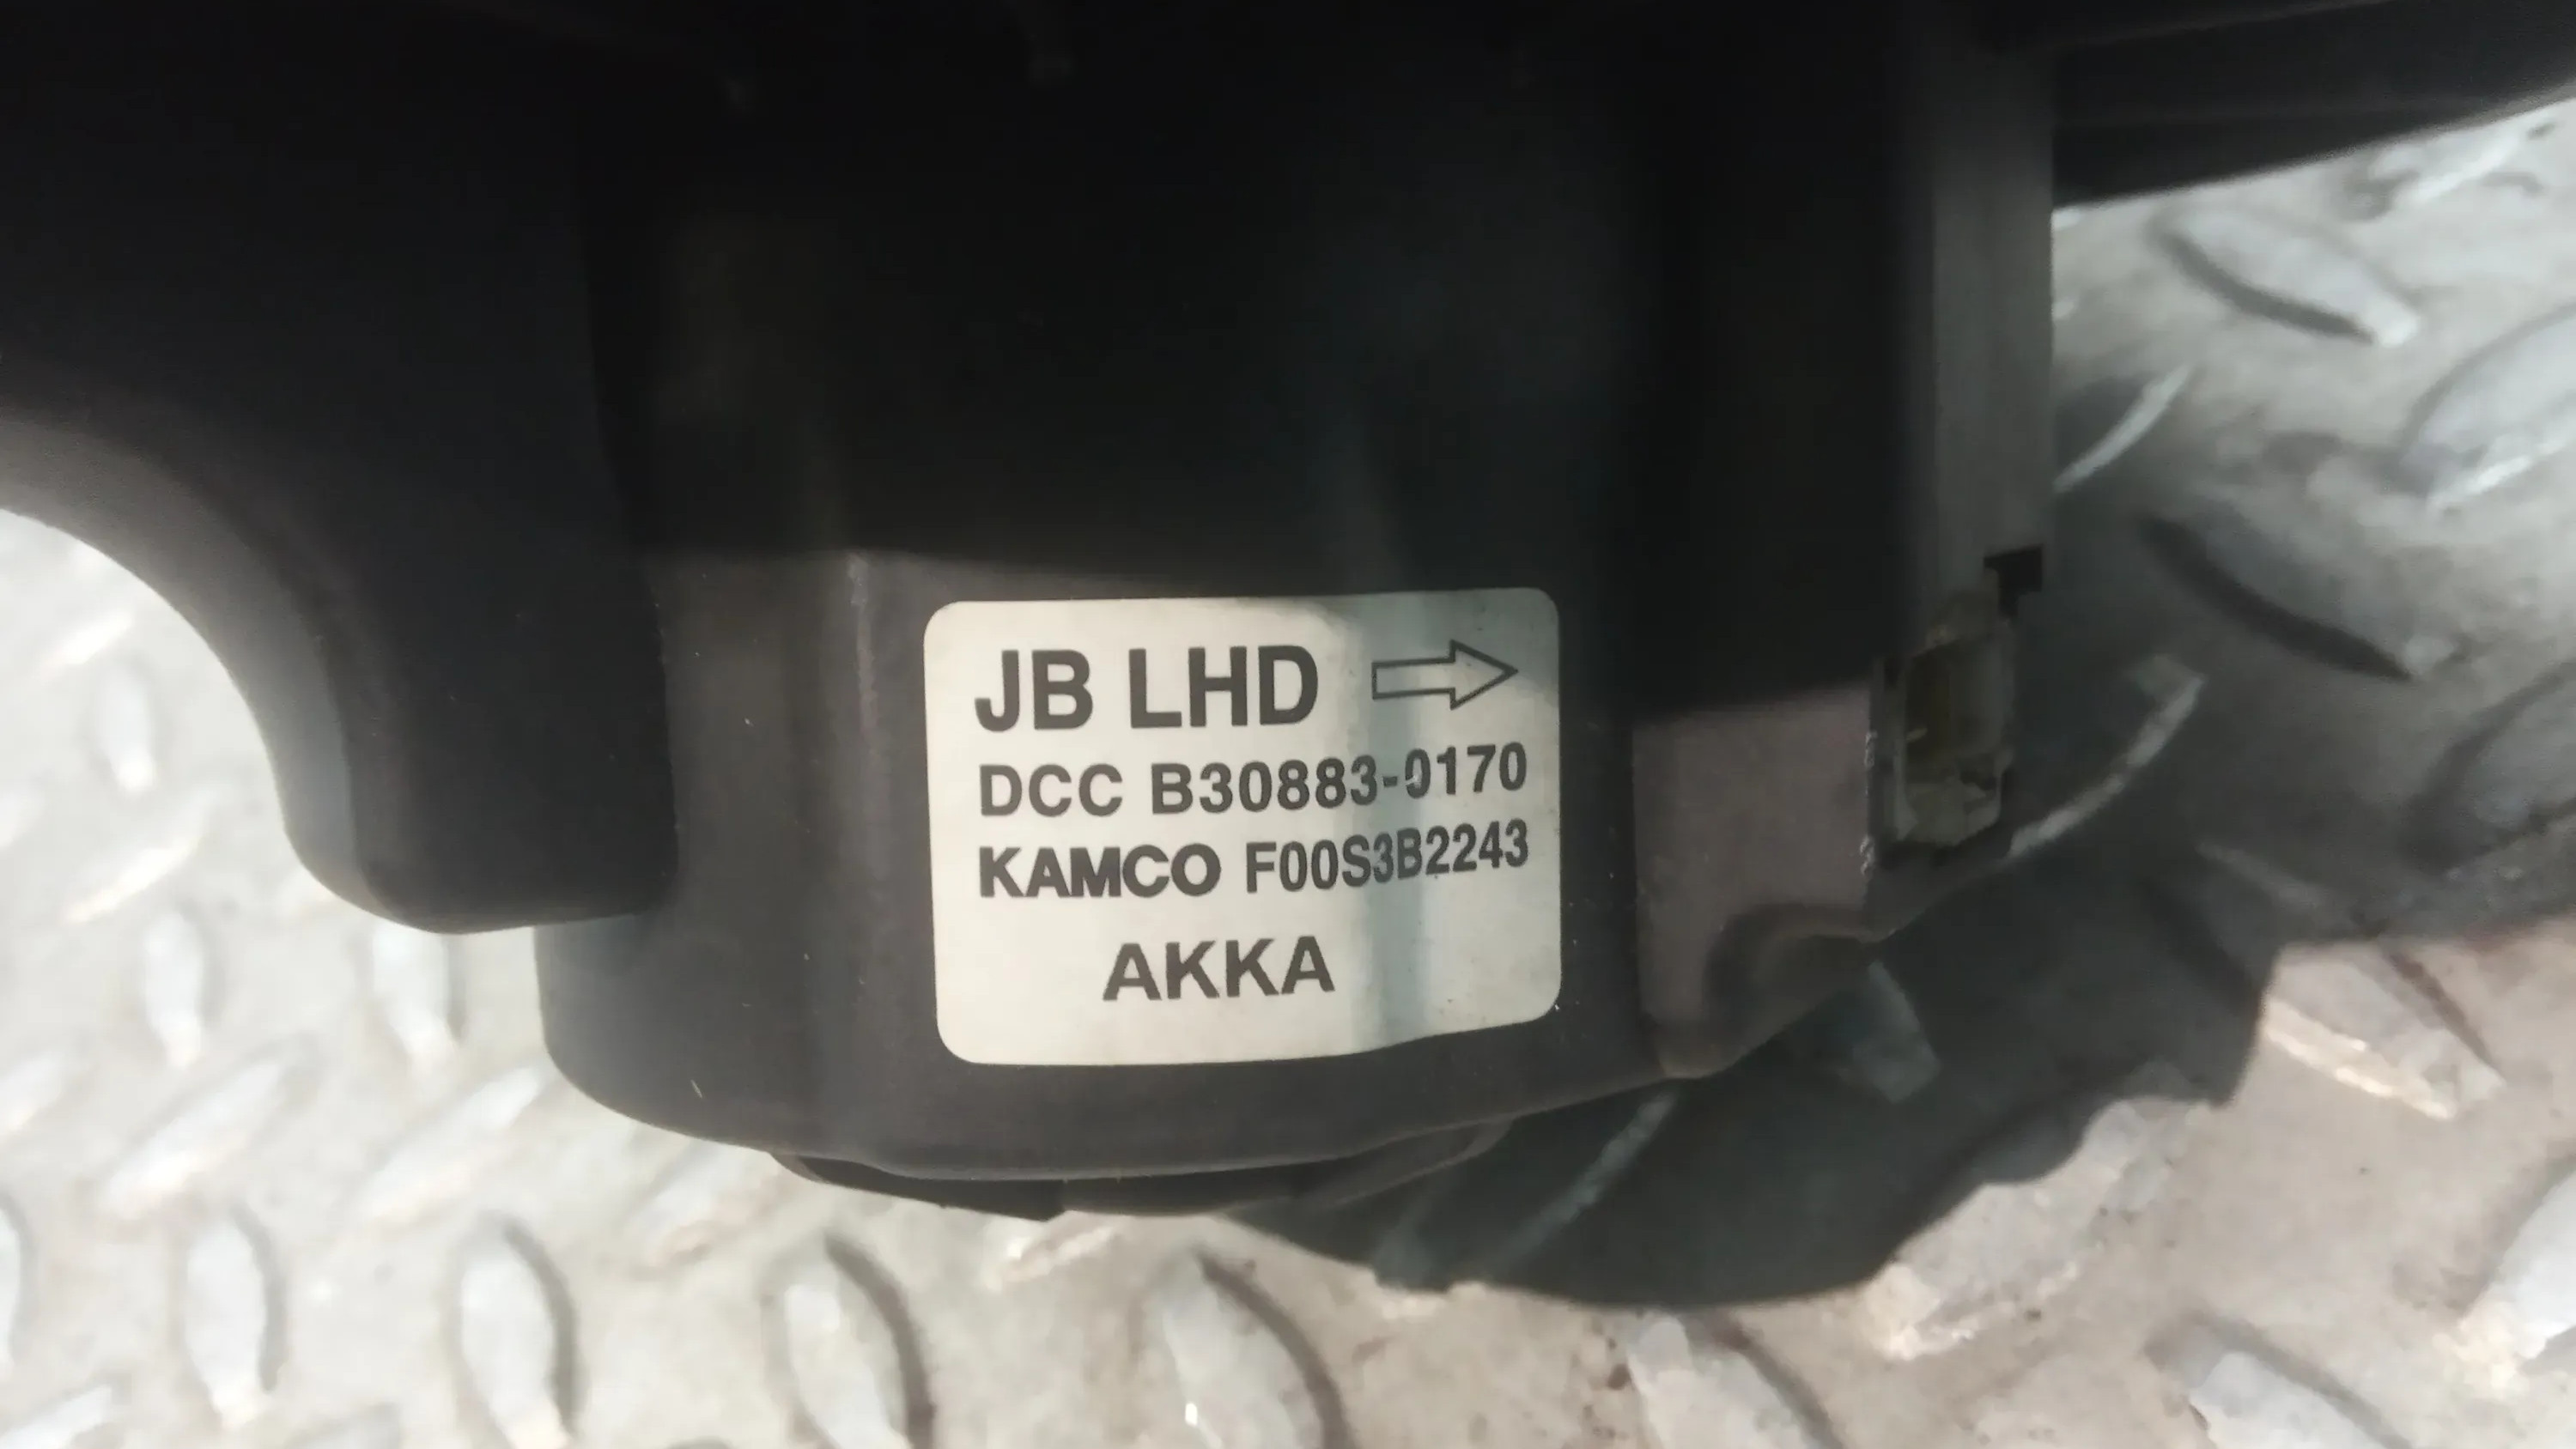 JB LHD
DCC B30883-0170
KAMCO F00S3B2243
AKKA